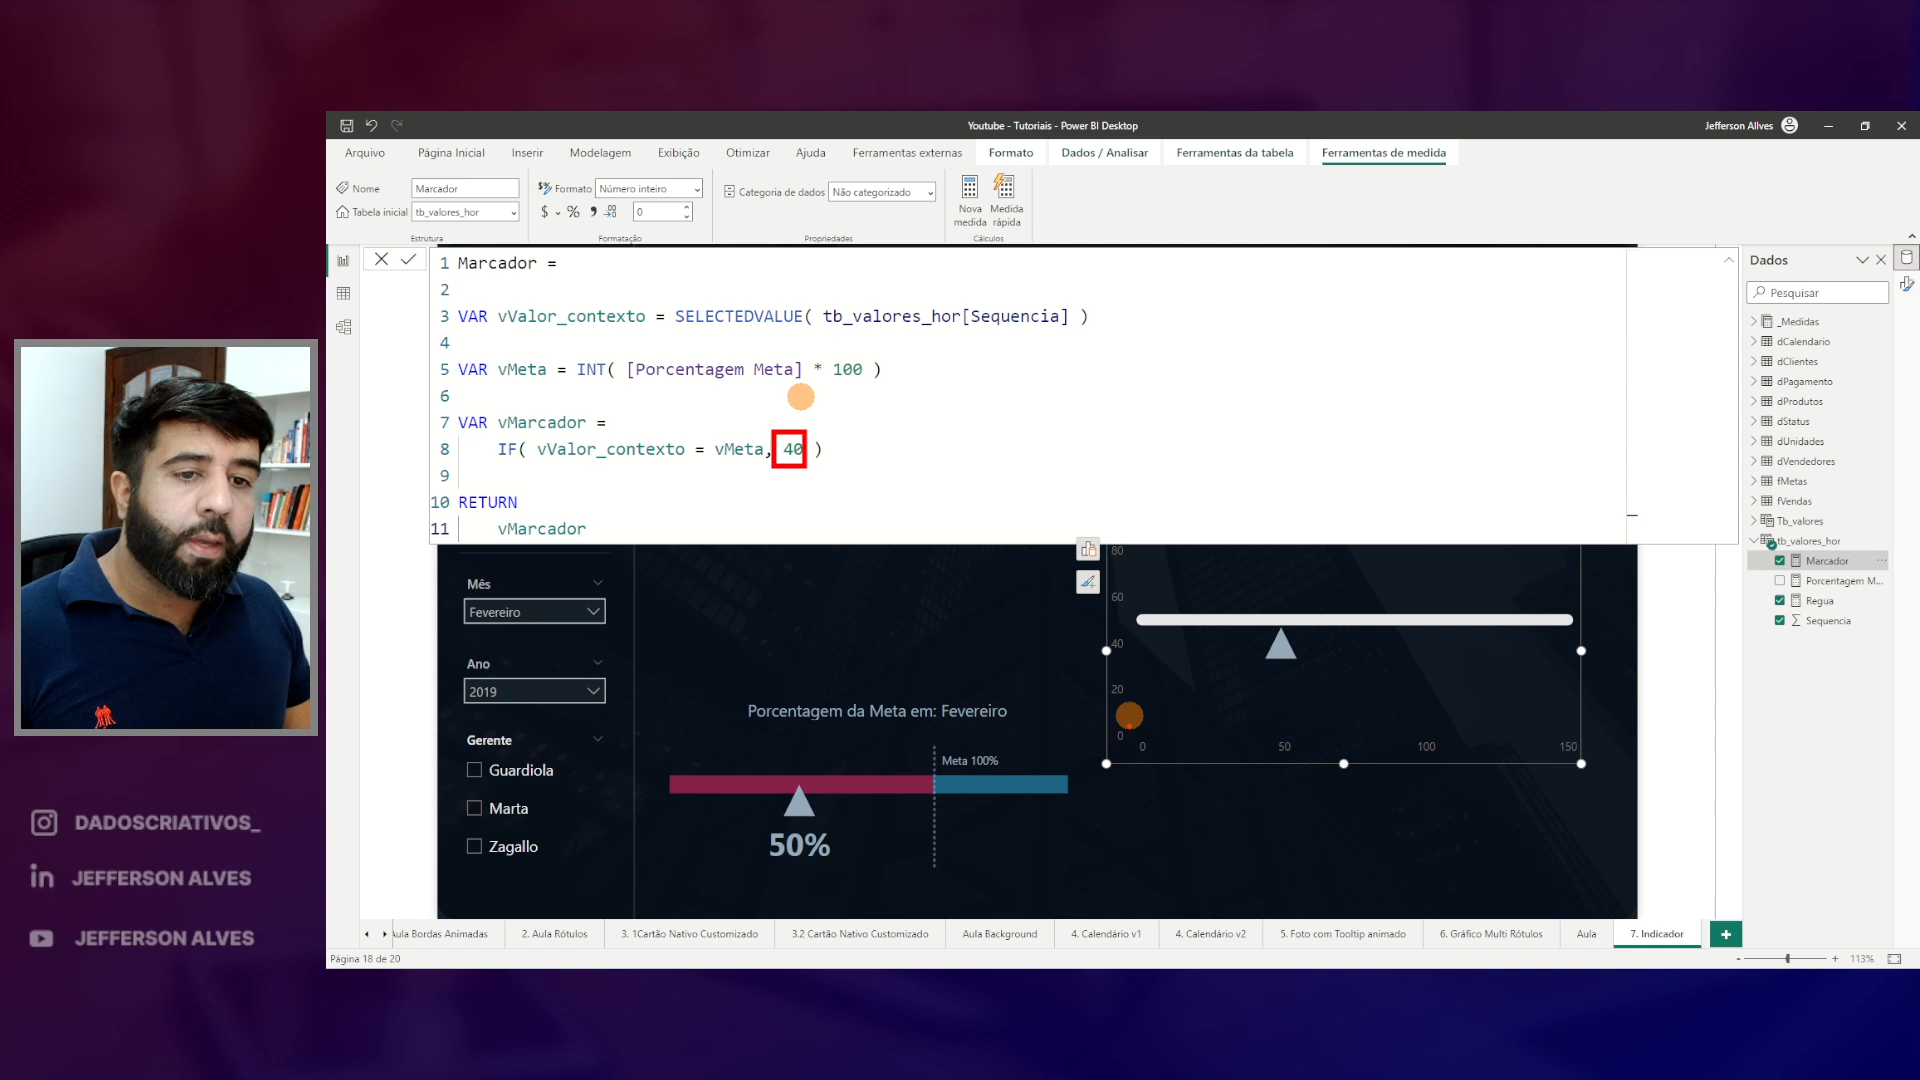 Youtube - Tutoriais - Power BI Desktop
Jefferson Allves
Arquivo
Página Inicial
Inserir
Modelagem
Exibição
Otimizar
Ajuda
Ferramentas externas
Formato
Dados / Analisar
Ferramentas da tabela
Ferramentas de medida
Nome
Marcador
Formato
Número inteiro
Categoria de dados
Não categorizado
Tabela inicial
tb_valores_hor
$ % 0
Nova medida
Medida rápida
Estrutura
Formatação
Propriedades
Cálculos
1 Marcador =
2
3 VAR vValor_contexto = SELECTEDVALUE( tb_valores_hor[Sequencia] )
4
5 VAR vMeta = INT( [Porcentagem Meta] * 100 )
6
7 VAR vMarcador =
8 IF( vValor_contexto = vMeta, 40 )
9
10 RETURN
11 vMarcador
Dados
Pesquisar
_Medidas
dCalendario
dClientes
dPagamento
dProdutos
dStatus
dUnidades
dVendedores
fMetas
fVendas
Tb_valores
tb_valores_hor
Marcador
Porcentagem M...
Regua
Sequencia
Mês
Fevereiro
Ano
2019
Gerente
Guardiola
Marta
Zagallo
Porcentagem da Meta em: Fevereiro
Meta 100%
50%
80
60
40
20
0
0 50 100 150
DADOSCRIATIVOS_
JEFFERSON ALVES
JEFFERSON ALVES
Aula Bordas Animadas
2. Aula Rótulos
3. 1Cartão Nativo Customizado
3.2 Cartão Nativo Customizado
Aula Background
4. Calendário v1
4. Calendário v2
5. Foto com Tooltip animado
6. Gráfico Multi Rótulos
Aula
7. Indicador
Página 18 de 20
113%